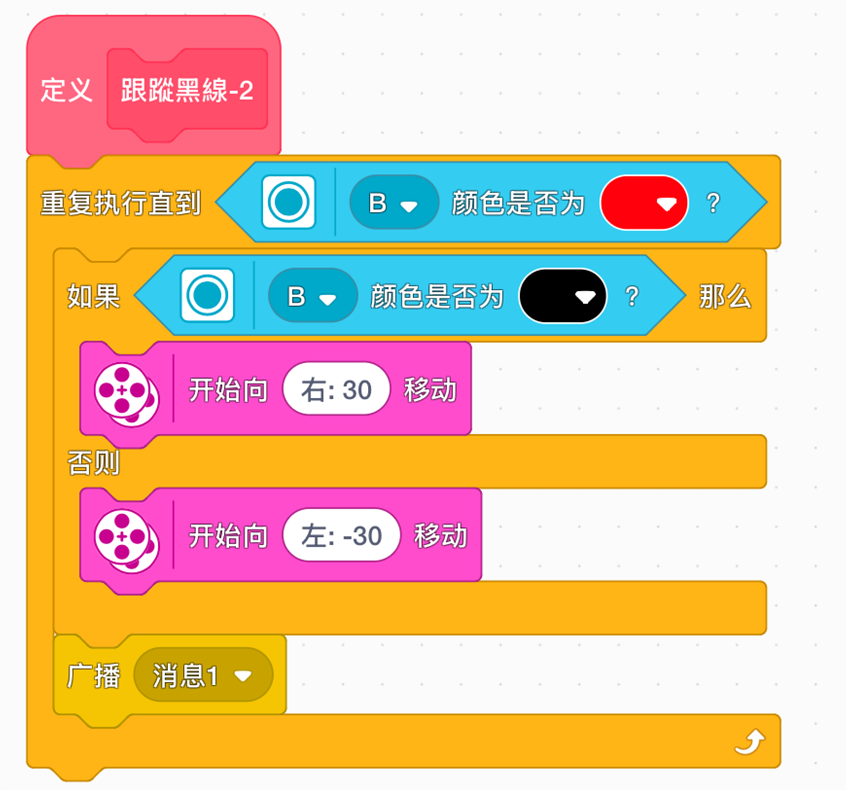 定义 跟蹤黑線-2
重复执行直到 B 颜色是否为 ?
如果 B 颜色是否为 ? 那么
开始向 右: 30 移动
否则
开始向 左: -30 移动
广播 消息1